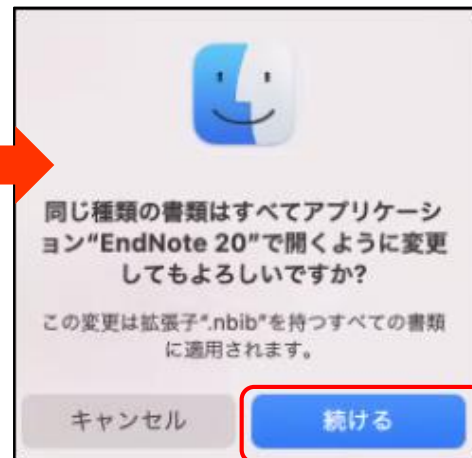 同じ種類の書類はすべてアプリケーシ
ョン“EndNote 20”で開くように変更
してもよろしいですか?
この変更は拡張子“.nbib”を持つすべての書類
に適用されます。
キャンセル
続ける